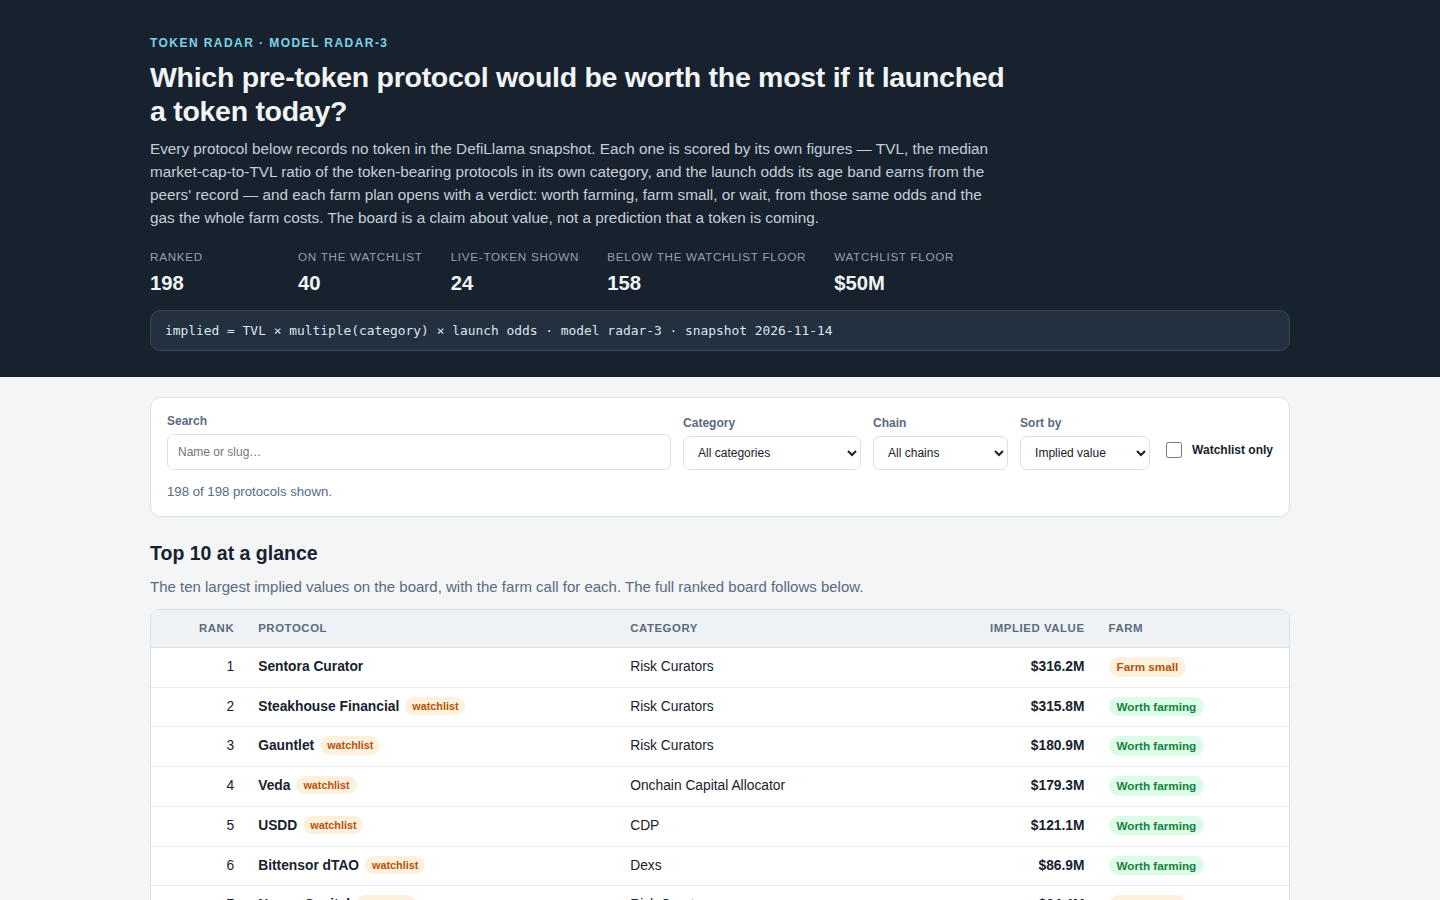 TOKEN RADAR · MODEL RADAR-3
Which pre-token protocol would be worth the most if it launched
a token today?
Every protocol below records no token in the DefiLlama snapshot. Each one is scored by its own figures — TVL, the median
market-cap-to-TVL ratio of the token-bearing protocols in its own category, and the launch odds its age band earns from the
peers' record — and each farm plan opens with a verdict: worth farming, farm small, or wait, from those same odds and the
gas the whole farm costs. The board is a claim about value, not a prediction that a token is coming.
RANKED ON THE WATCHLIST LIVE-TOKEN SHOWN BELOW THE WATCHLIST FLOOR WATCHLIST FLOOR
198 40 24 158 $50M
implied = TVL × multiple(category) × launch odds · model radar-3 · snapshot 2026-11-14
Search Category Chain Sort by
Name or slug… All categories All chains Implied value Watchlist only
198 of 198 protocols shown.
Top 10 at a glance
The ten largest implied values on the board, with the farm call for each. The full ranked board follows below.
RANK PROTOCOL CATEGORY IMPLIED VALUE FARM
1 Sentora Curator Risk Curators $316.2M Farm small
2 Steakhouse Financial watchlist Risk Curators $315.8M Worth farming
3 Gauntlet watchlist Risk Curators $180.9M Worth farming
4 Veda watchlist Onchain Capital Allocator $179.3M Worth farming
5 USDD watchlist CDP $121.1M Worth farming
6 Bittensor dTAO watchlist Dexs $86.9M Worth farming